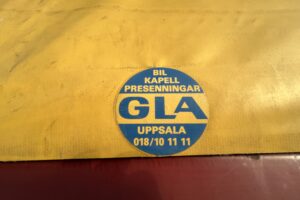 BIL
KAPELL
PRESENNINGAR
GLA
UPPSALA
018/10 11 11